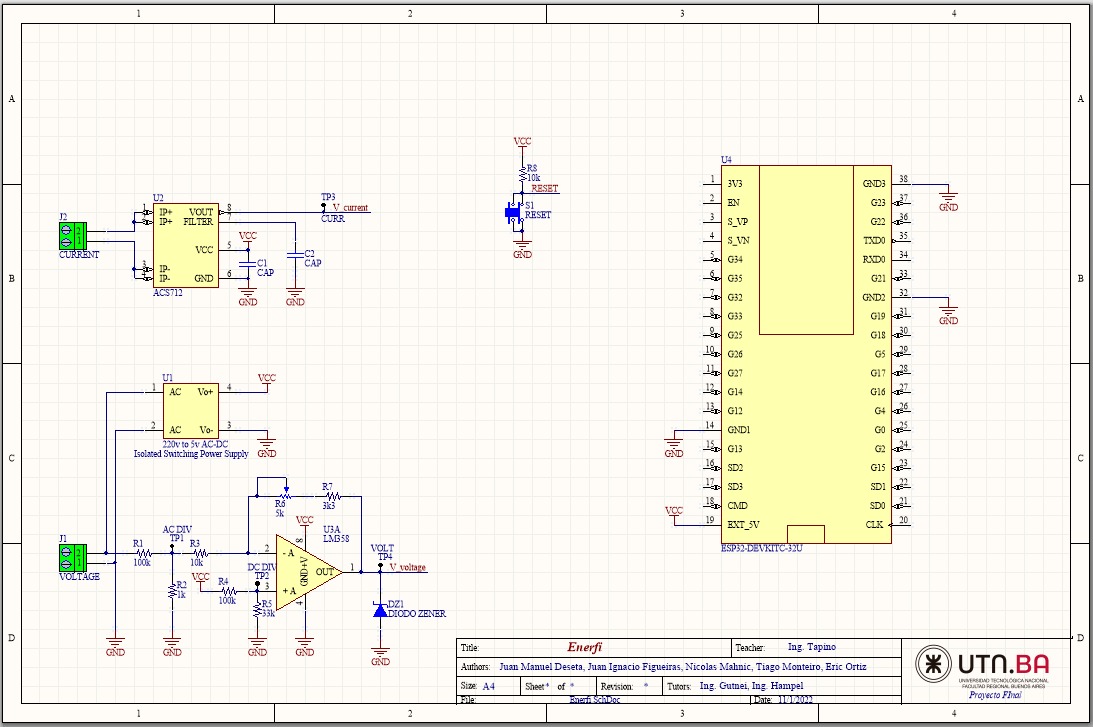 1 2 3 4
A A
B B
C C
D D
VCC
R8
10k
RESET
S1
RESET
GND
U2
TP3
V_current
CURR
J2
2
1
CURRENT
1 IP+ VOUT 8
2 IP+ FILTER 7
VCC 5
3 IP-
4 IP- GND 6
ACS712
VCC
C1
CAP
C2
CAP
GND GND
U1
1 AC Vo+ 4 VCC
2 AC Vo- 3
GND
220v to 5v AC-DC
Isolated Switching Power Supply
R6
5k
R7
3k3
VCC
U3A
LM358
J1
2
1
VOLTAGE
R1
100k
AC DIV
TP1
R3
10k
R2
1k
VCC
R4
100k
DC DIV
TP2
R5
33k
2 - A
3 + A
8
GND+V
4
OUT 1
VOLT
TP4
V_voltage
DZ1
DIODO ZENER
GND GND GND GND GND
U4
1 3V3 GND3 38
2 EN G23 37
3 S_VP G22 36
4 S_VN TXD0 35
5 G34 RXD0 34
6 G35 G21 33
7 G32 GND2 32
8 G33 G19 31
9 G25 G18 30
10 G26 G5 29
11 G27 G17 28
12 G14 G16 27
13 G12 G4 26
14 GND1 G0 25
15 G13 G2 24
16 SD2 G15 23
17 SD3 SD1 22
18 CMD SD0 21
19 EXT_5V CLK 20
GND
GND
GND
VCC
ESP32-DEVKITC-32U
Title: Enerfi Teacher: Ing. Tapino
Authors: Juan Manuel Deseta, Juan Ignacio Figueiras, Nicolas Mahnic, Tiago Monteiro, Eric Ortiz
Size: A4 Sheet * of * Revision: * Tutors: Ing. Gutnei, Ing. Hampel
File: Enerfi.SchDoc Date: 11/1/2022
UTN.BA
UNIVERSIDAD TECNOLÓGICA NACIONAL
FACULTAD REGIONAL BUENOS AIRES
Proyecto FInal
1 2 3 4